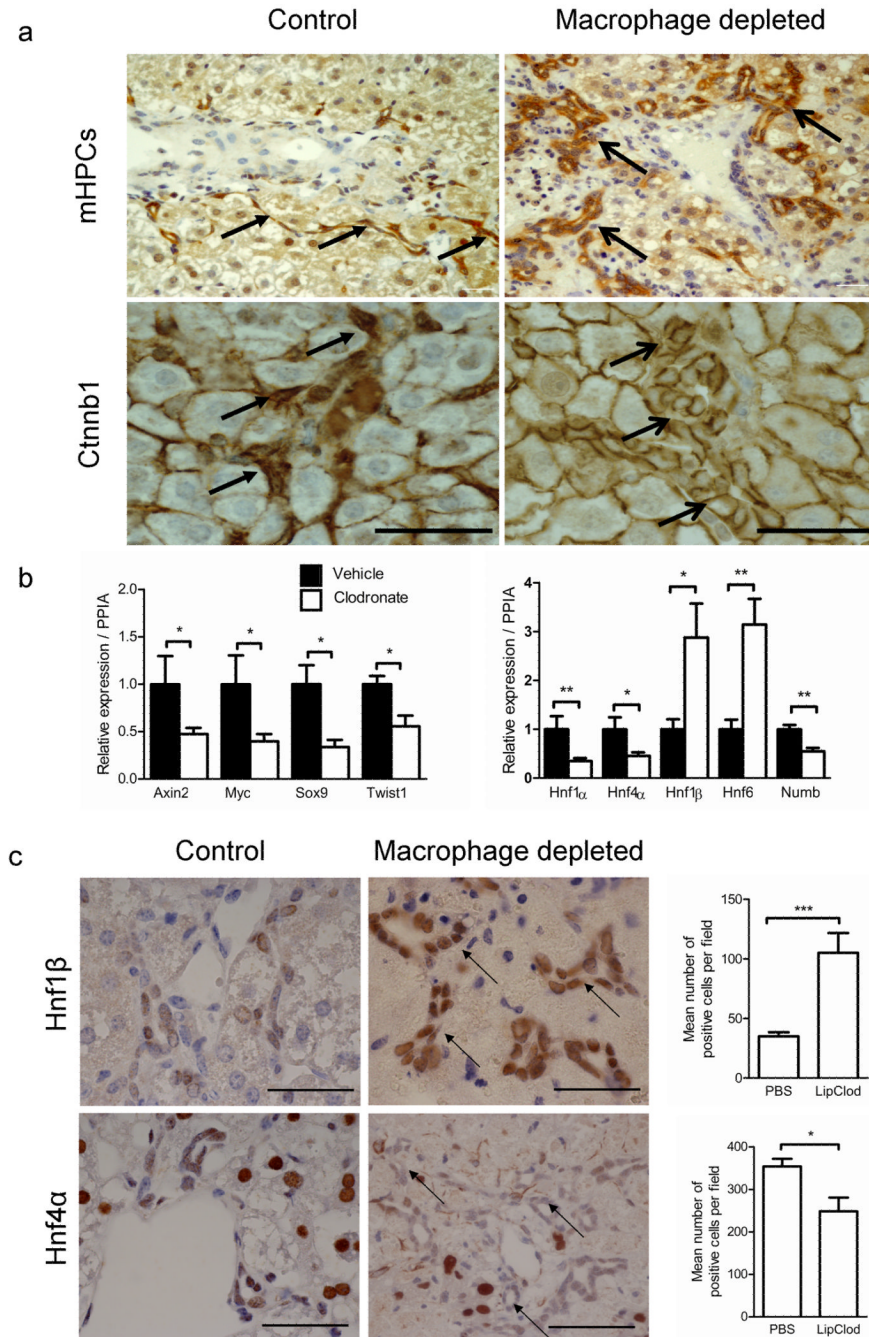 a
Control
Macrophage depleted
mHPCs
Ctnnb1
b
Vehicle
Clodronate
Relative expression / PPIA
2.0
1.5
1.0
0.5
0.0
*
*
*
*
Axin2 Myc Sox9 Twist1
Relative expression / PPIA
4
3
2
1
0
**
*
*
**
**
Hnf1α Hnf4α Hnf1β Hnf6 Numb
c
Control
Macrophage depleted
Hnf1β
Mean number of
positive cells per field
150
100
50
0
***
PBS LipClod
Hnf4α
Mean number of
positive cells per field
400
300
200
100
0
*
PBS LipClod